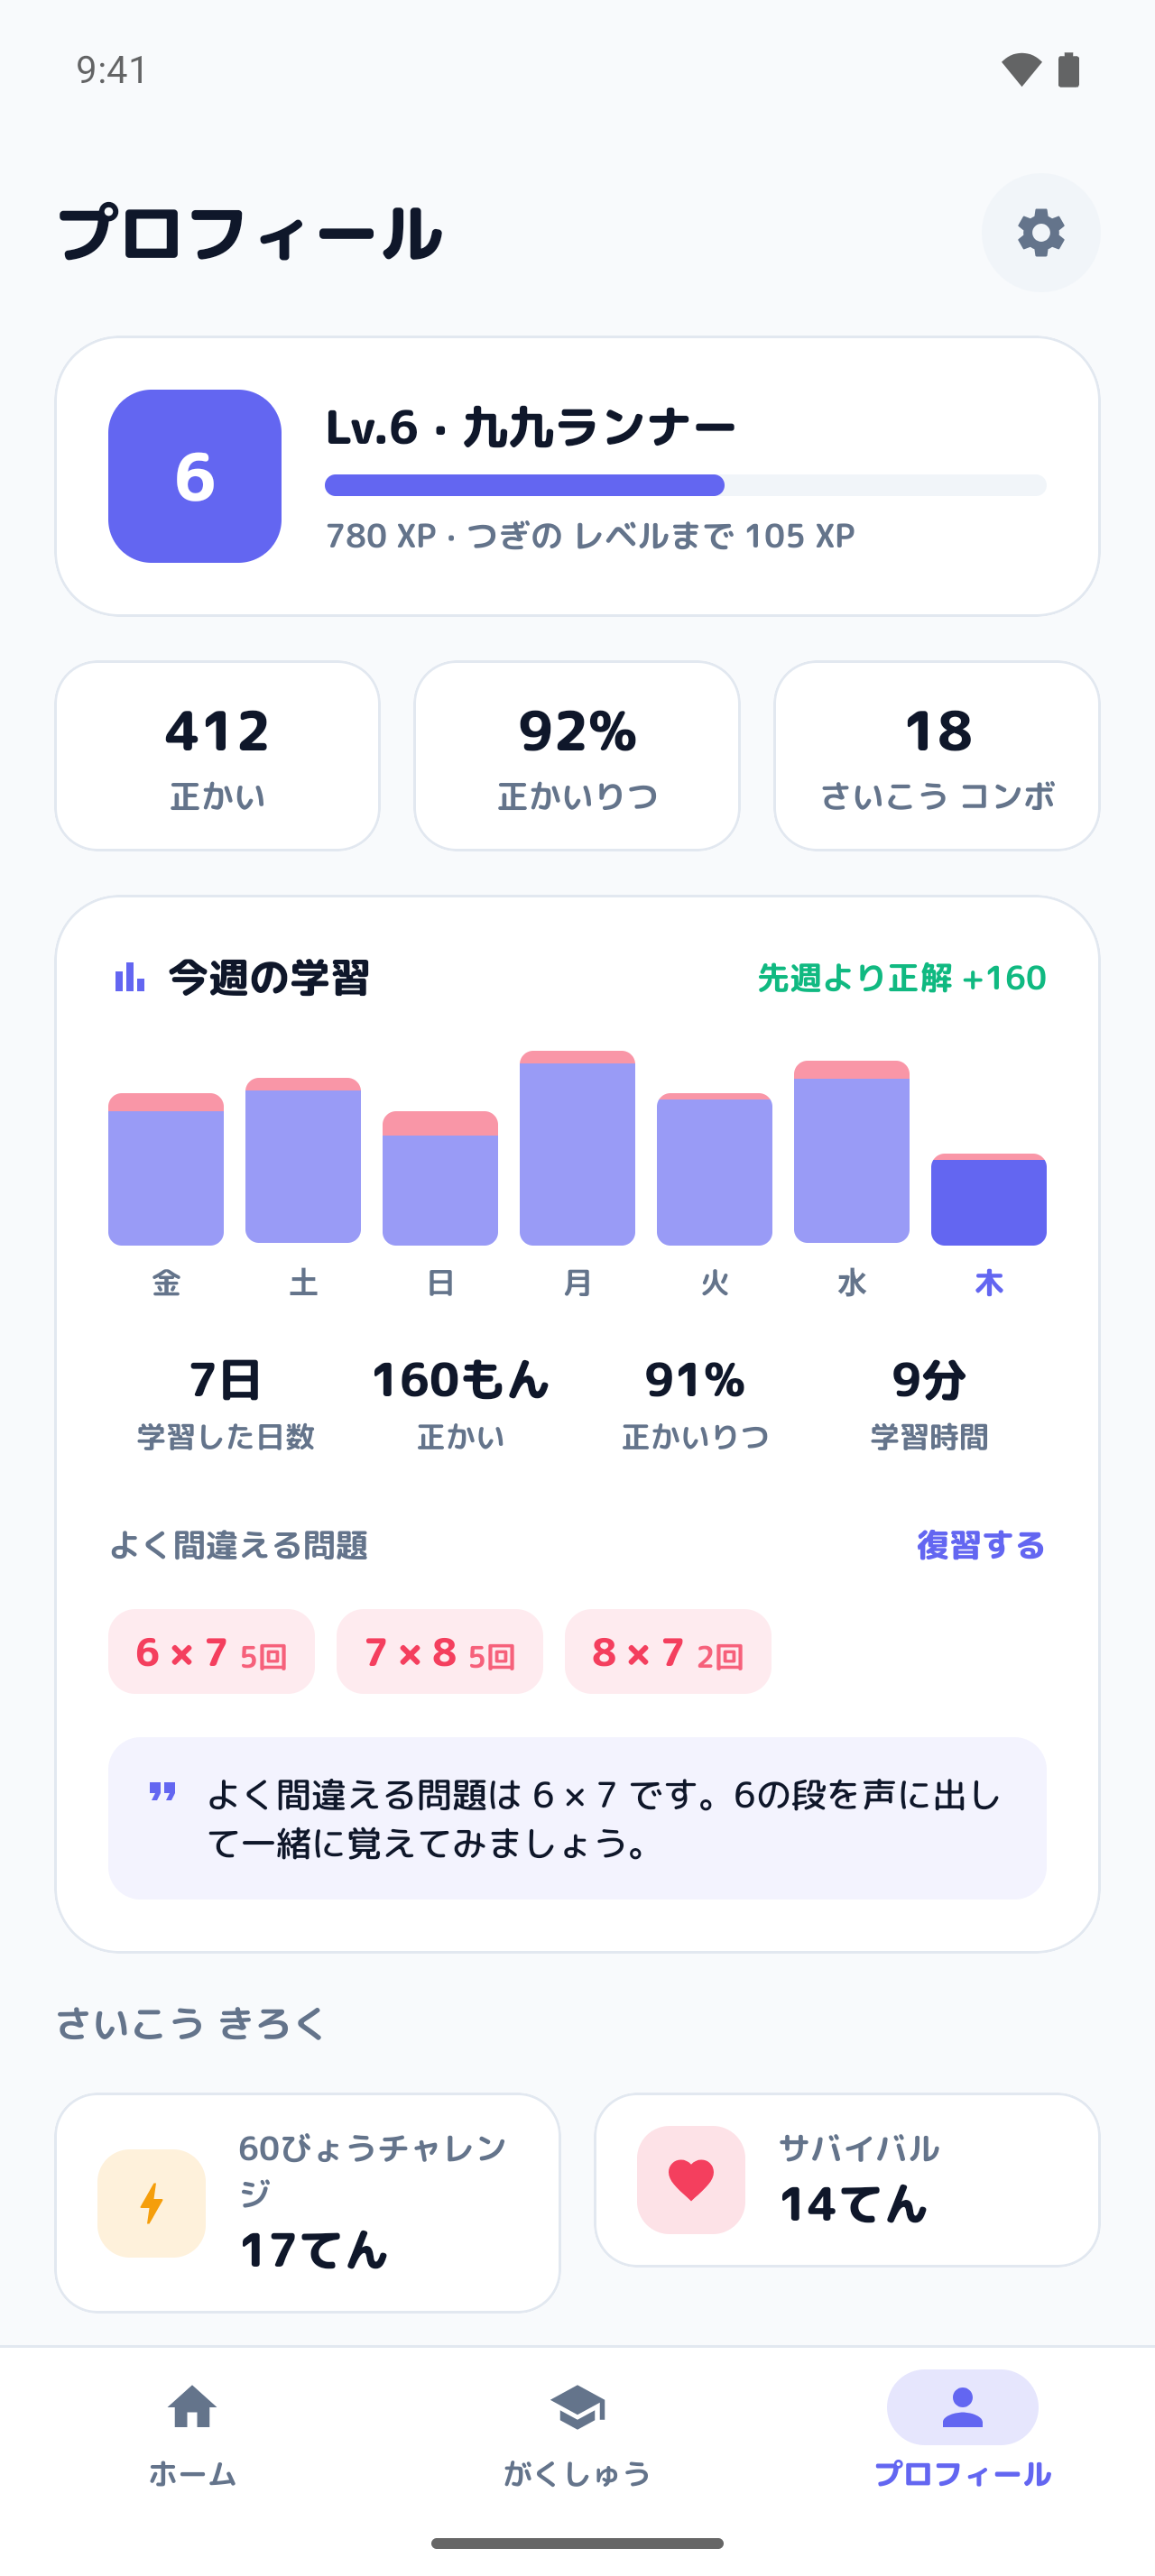 9:41
プロフィール
6
Lv.6 · 九九ランナー
780 XP · つぎの レベルまで 105 XP
412
正かい
92%
正かいりつ
18
さいこう コンボ
今週の学習
先週より正解 +160
金 土 日 月 火 水 木
7日 160もん 91% 9分
学習した日数 正かい 正かいりつ 学習時間
よく間違える問題
復習する
6 × 7 5回
7 × 8 5回
8 × 7 2回
よく間違える問題は 6 × 7 です。6の段を声に出し
て一緒に覚えてみましょう。
さいこう きろく
60びょうチャレン
ジ
17てん
サバイバル
14てん
ホーム
がくしゅう
プロフィール